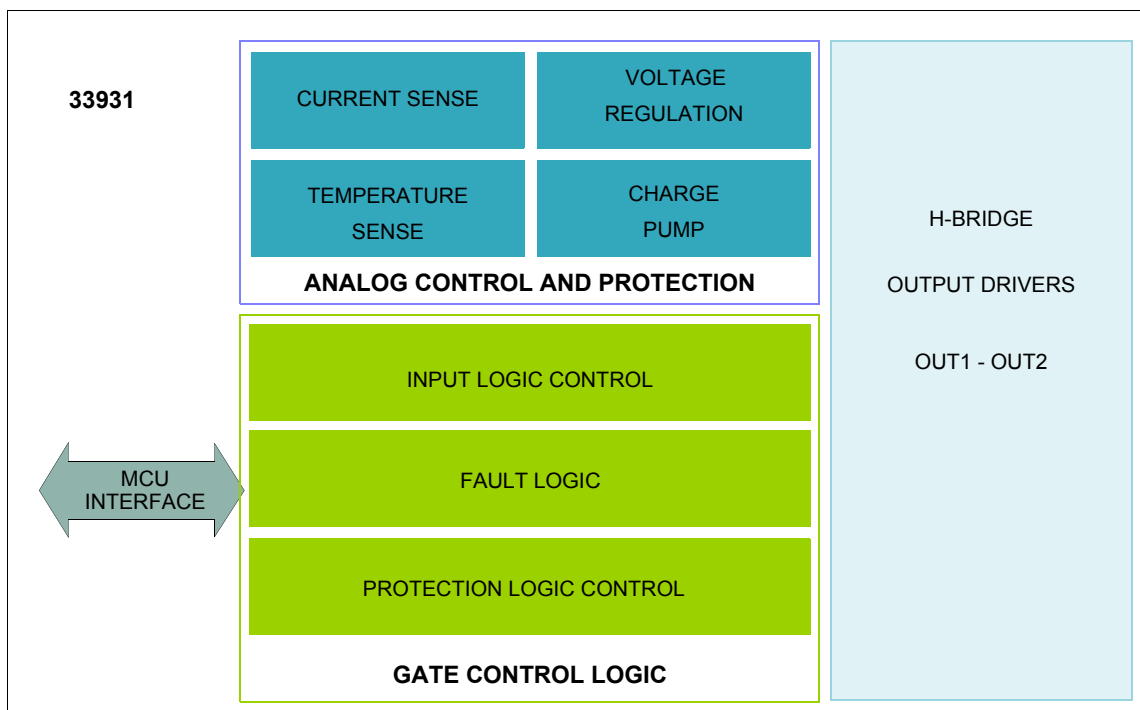 33931
CURRENT SENSE
VOLTAGE
REGULATION
TEMPERATURE
SENSE
CHARGE
PUMP
ANALOG CONTROL AND PROTECTION
INPUT LOGIC CONTROL
FAULT LOGIC
PROTECTION LOGIC CONTROL
GATE CONTROL LOGIC
MCU
INTERFACE
H-BRIDGE
OUTPUT DRIVERS
OUT1 - OUT2